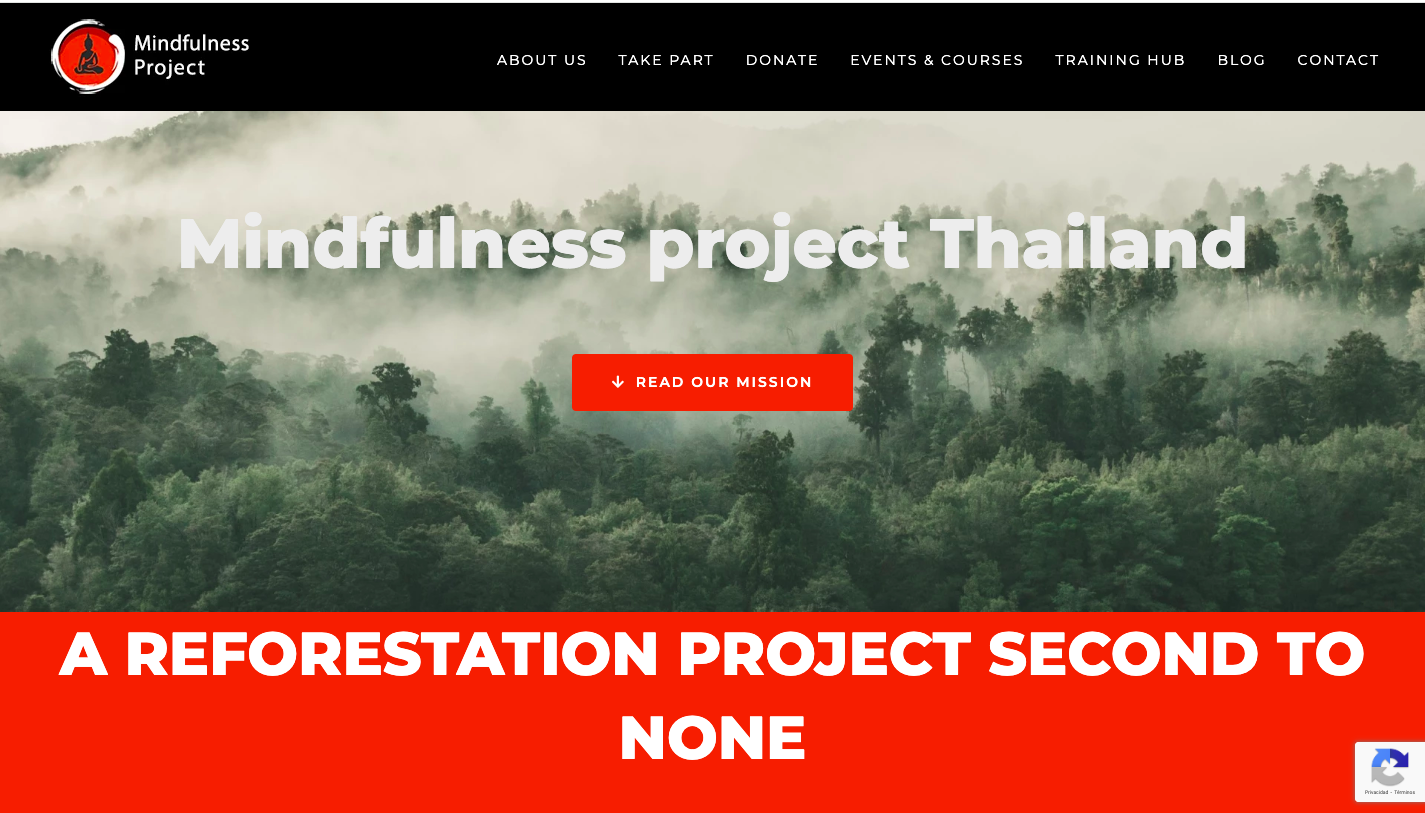 Mindfulness
Project
ABOUT US TAKE PART DONATE EVENTS & COURSES TRAINING HUB BLOG CONTACT
Mindfulness project Thailand
READ OUR MISSION
A REFORESTATION PROJECT SECOND TO
NONE
Privacidad - Términos